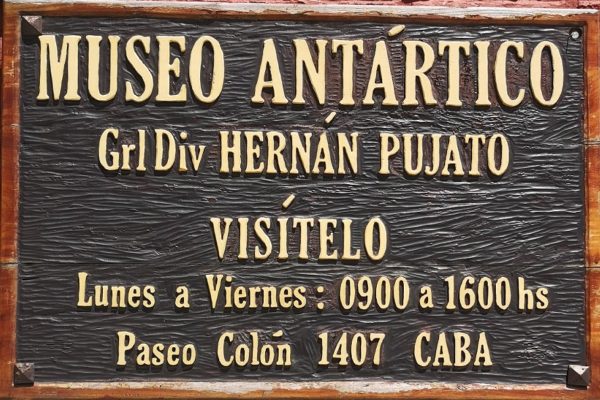 MUSEO ANTÁRTICO
Grl Div HERNÁN PUJATO
VISÍTELO
Lunes a Viernes: 0900 a 1600 hs
Paseo Colón 1407 CABA